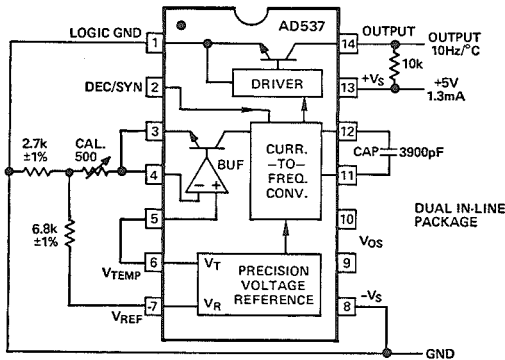 AD537
LOGIC GND
1
14
OUTPUT
OUTPUT
10Hz/°C
10k
DRIVER
13
+VS
+5V
1.3mA
DEC/SYN
2
2.7k
±1%
CAL.
500
3
4
BUF
– +
CURR.
–TO–
FREQ.
CONV.
12
CAP
3900pF
11
5
10
DUAL IN-LINE
PACKAGE
6.8k
±1%
VOS
VTEMP
6
VT
PRECISION
VOLTAGE
REFERENCE
9
VREF
-7
VR
8
–VS
GND